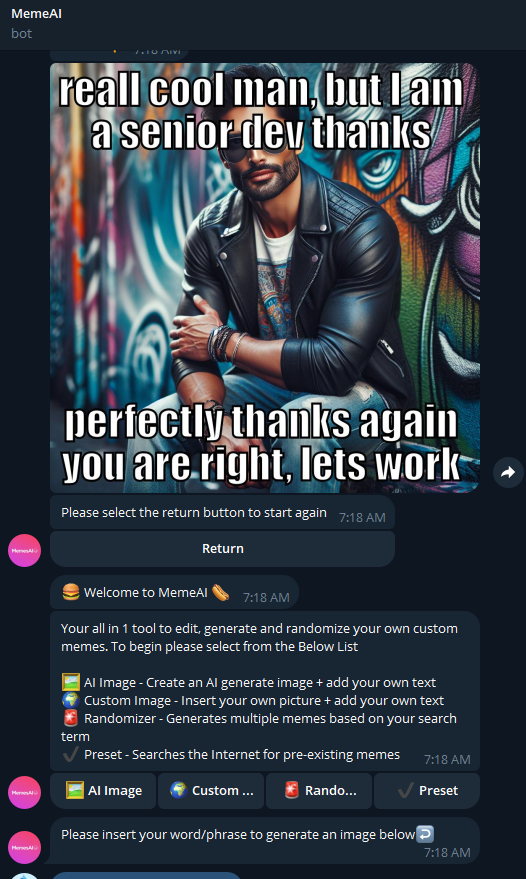 MemeAI
bot
7:18 AM
reall cool man, but I am
a senior dev thanks
perfectly thanks again
you are right, lets work
Please select the return button to start again
7:18 AM
Return
Welcome to MemeAI
7:18 AM
Your all in 1 tool to edit, generate and randomize your own custom
memes. To begin please select from the Below List
AI Image - Create an AI generate image + add your own text
Custom Image - Insert your own picture + add your own text
Randomizer - Generates multiple memes based on your search
term
Preset - Searches the Internet for pre-existing memes
7:18 AM
MemesAI
AI Image
Custom ...
Rando...
Preset
Please insert your word/phrase to generate an image below
7:18 AM
MemesAI